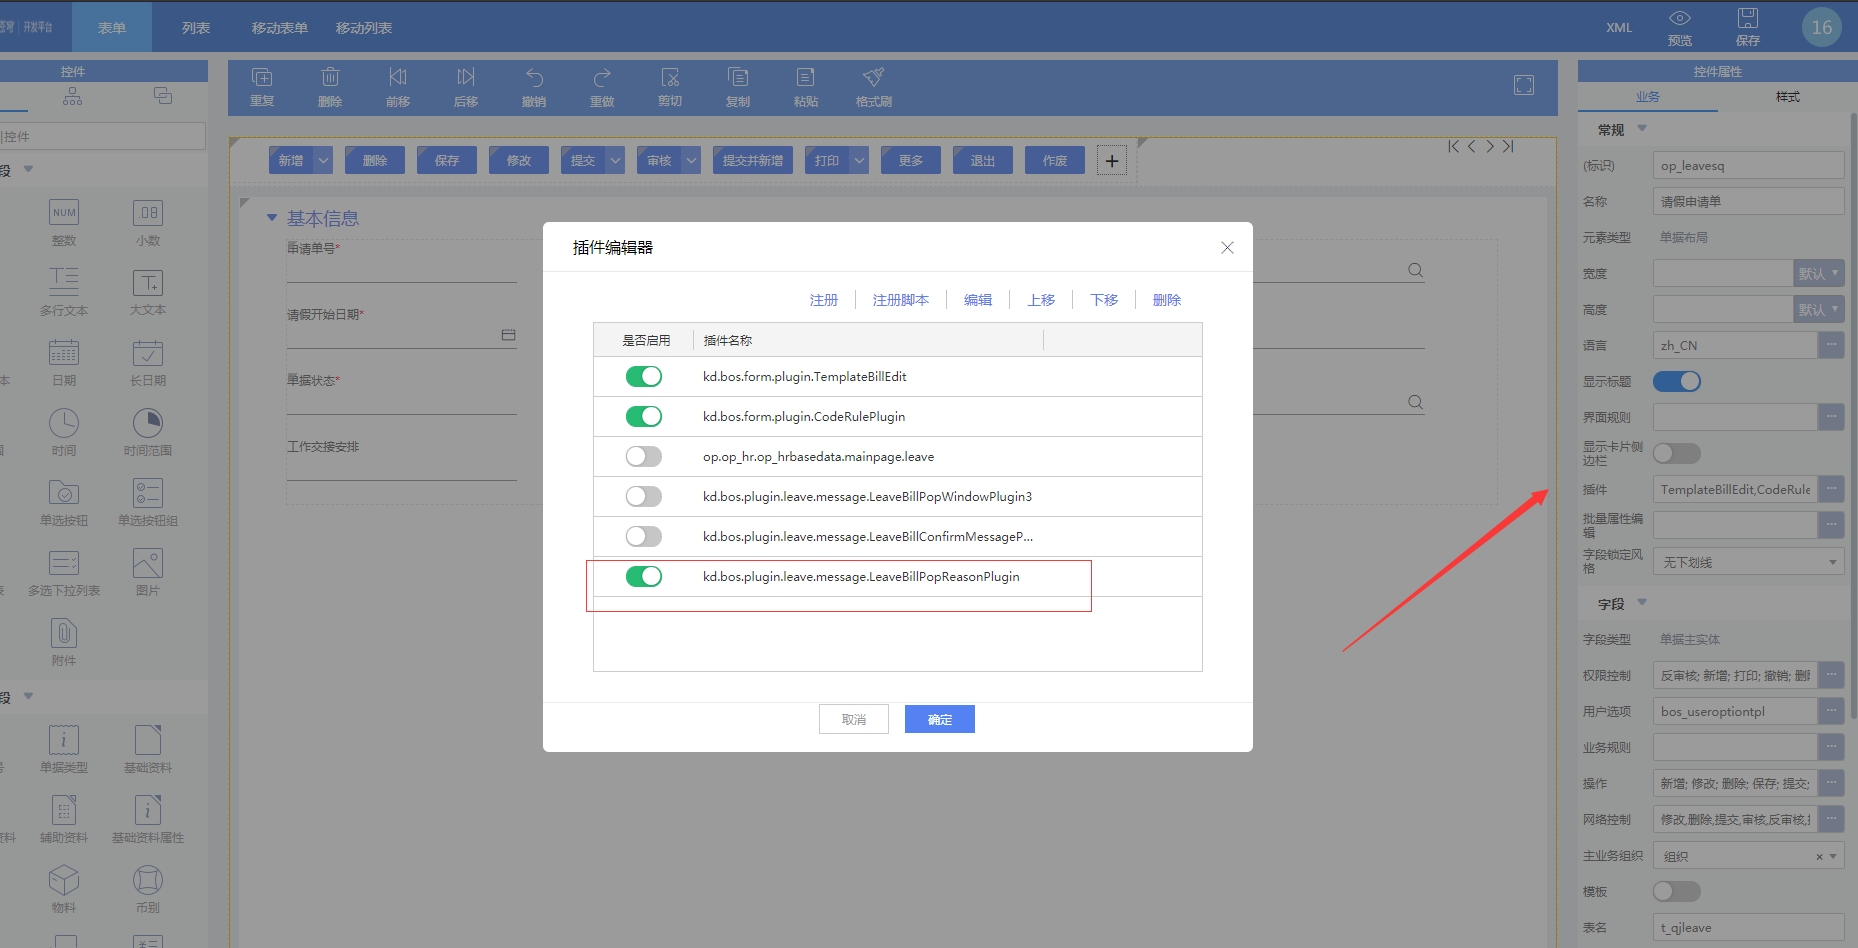 开发平台
表单
列表
移动表单
移动列表
XML
预览
保存
16
控件
控件
段
NUM
整数
.08
小数
多行文本
大文本
本
日期
长日期
时间
时间范围
单选按钮
单选按钮组
多选下拉列表
图片
附件
段
单据类型
基础资料
资料
辅助资料
基础资料属性
物料
币别
重复
删除
前移
后移
撤销
重做
剪切
复制
粘贴
格式刷
新增
删除
保存
修改
提交
审核
提交并新增
打印
更多
退出
作废
基本信息
申请单号*
请假开始日期*
单据状态*
工作交接安排
插件编辑器
注册
注册脚本
编辑
上移
下移
删除
是否启用
插件名称
kd.bos.form.plugin.TemplateBillEdit
kd.bos.form.plugin.CodeRulePlugin
op.op_hr.op_hrbasedata.mainpage.leave
kd.bos.plugin.leave.message.LeaveBillPopWindowPlugin3
kd.bos.plugin.leave.message.LeaveBillConfirmMessageP...
kd.bos.plugin.leave.message.LeaveBillPopReasonPlugin
取消
确定
控件属性
业务
样式
常规
(标识)
op_leavesq
名称
请假申请单
元素类型
单据布局
宽度
默认
高度
默认
语言
zh_CN
显示标题
界面规则
显示卡片侧
边栏
插件
TemplateBillEdit,CodeRule
批量属性编
辑
字段锁定风
格
无下划线
字段
字段类型
单据主实体
权限控制
反审核; 新增; 打印; 撤销; 删
用户选项
bos_useroptiontpl
业务规则
操作
新增; 修改; 删除; 保存; 提交;
网络控制
修改,删除,提交,审核,反审核,
主业务组织
组织
模板
表名
t_qjleave